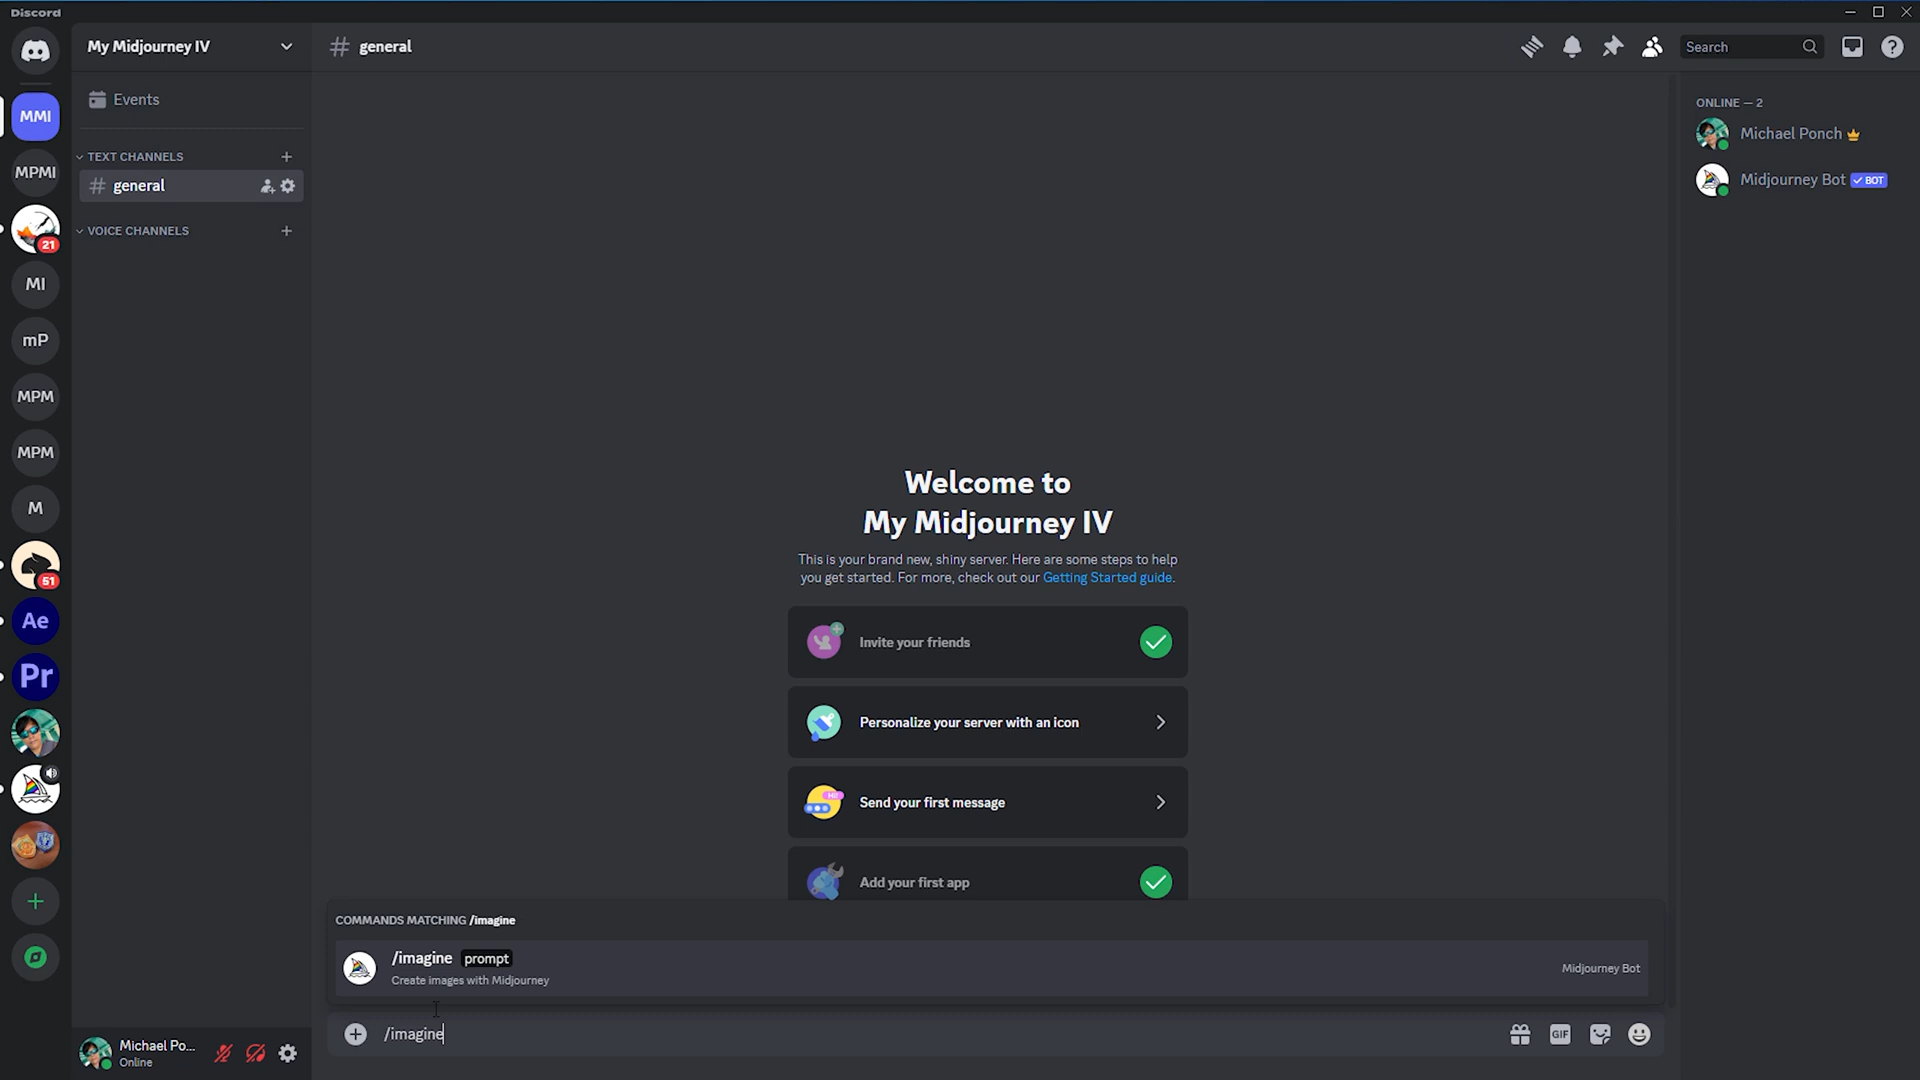 Discord
My Midjourney IV
general
Search
MMI
MPMI
21
MI
mP
MPM
MPM
M
51
Ae
Pr
Events
TEXT CHANNELS
general
VOICE CHANNELS
Welcome to
My Midjourney IV
This is your brand new, shiny server. Here are some steps to help
you get started. For more, check out our Getting Started guide.
Invite your friends
Personalize your server with an icon
Hi!
Send your first message
Add your first app
COMMANDS MATCHING /imagine
/imagine prompt
Create images with Midjourney
Midjourney Bot
/imagine
GIF
Michael Po...
Online
ONLINE — 2
Michael Ponch
Midjourney Bot BOT